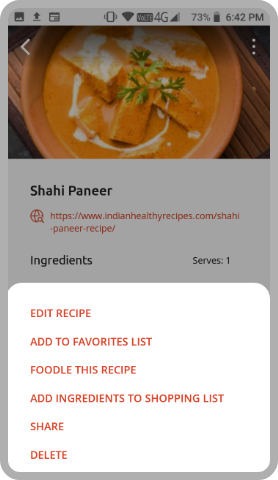 VoLTE 4G 73% 6:42 PM
Shahi Paneer
https://www.indianhealthyrecipes.com/shahi
-paneer-recipe/
Ingredients Serves: 1
EDIT RECIPE
ADD TO FAVORITES LIST
FOODLE THIS RECIPE
ADD INGREDIENTS TO SHOPPING LIST
SHARE
DELETE